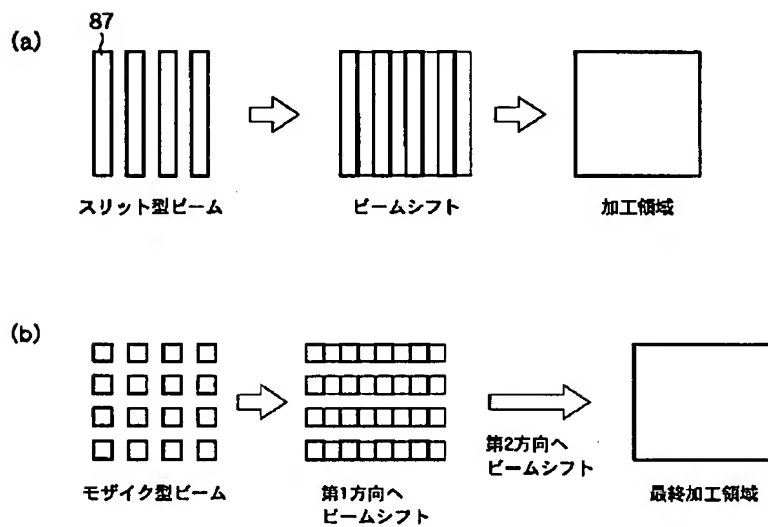 87
(a)
スリット型ビーム
ビームシフト
加工領域
(b)
モザイク型ビーム
第1方向へ
ビームシフト
第2方向へ
ビームシフト
最終加工領域